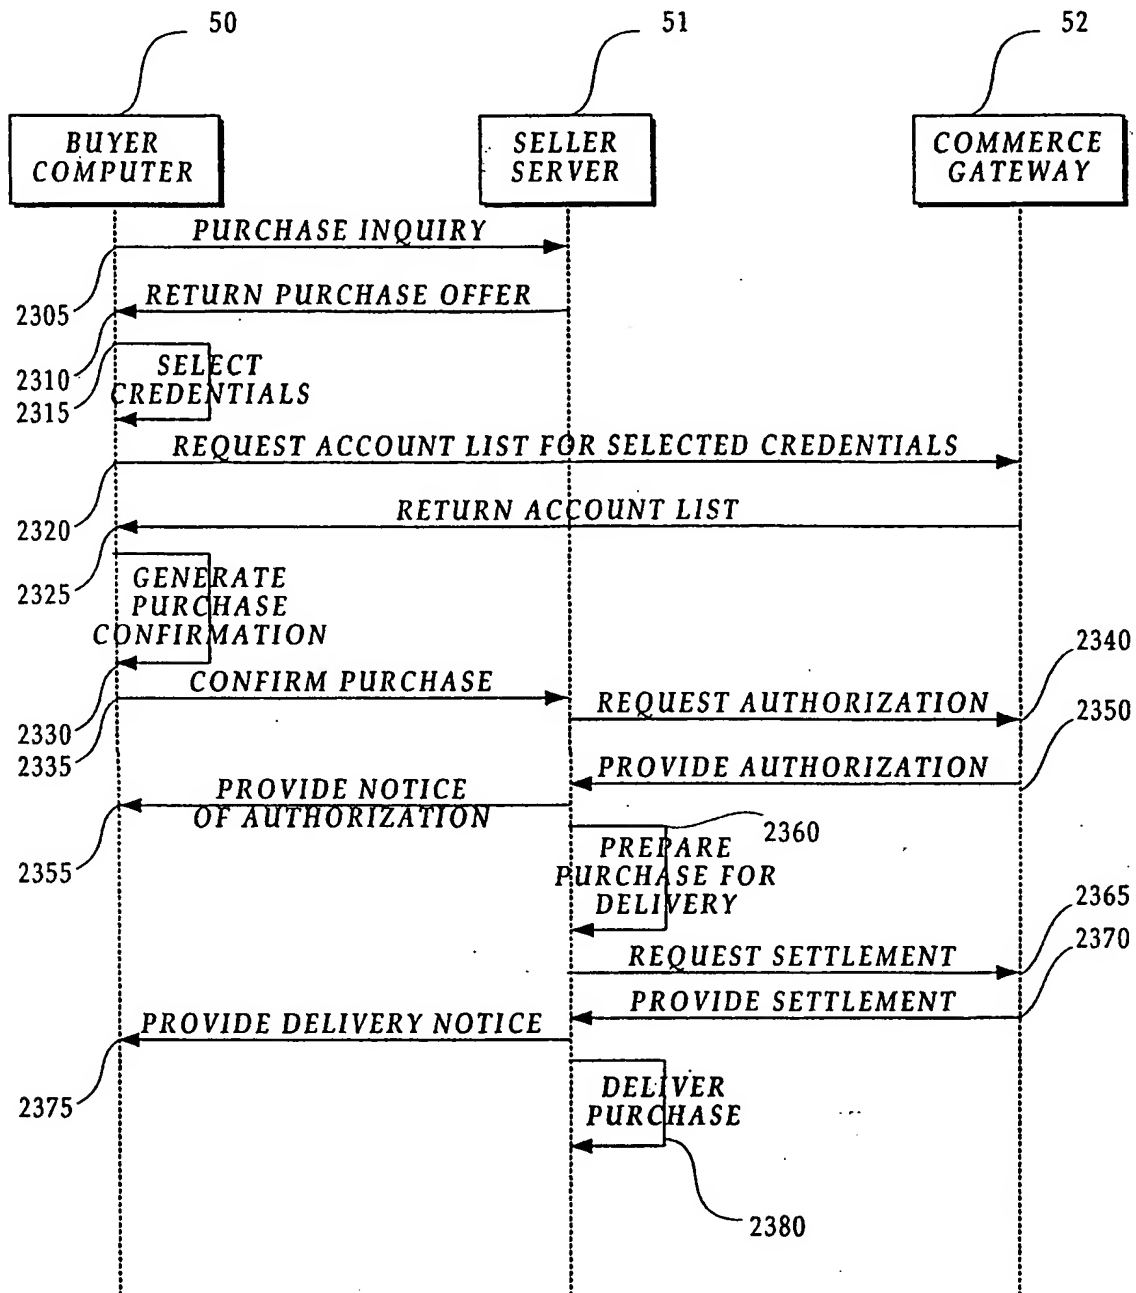 50
51
52
BUYER
COMPUTER
SELLER
SERVER
COMMERCE
GATEWAY
PURCHASE INQUIRY
2305
RETURN PURCHASE OFFER
2310
SELECT
CREDENTIALS
2315
REQUEST ACCOUNT LIST FOR SELECTED CREDENTIALS
2320
RETURN ACCOUNT LIST
2325
GENERATE
PURCHASE
CONFIRMATION
2330
CONFIRM PURCHASE
2335
REQUEST AUTHORIZATION
2340
PROVIDE AUTHORIZATION
2350
PROVIDE NOTICE
OF AUTHORIZATION
2355
2360
PREPARE
PURCHASE FOR
DELIVERY
REQUEST SETTLEMENT
2365
PROVIDE SETTLEMENT
2370
PROVIDE DELIVERY NOTICE
2375
DELIVER
PURCHASE
2380